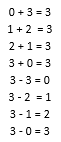 0 + 3 = 3
1 + 2 = 3
2 + 1 = 3
3 + 0 = 3
3 - 3 = 0
3 - 2 = 1
3 - 1 = 2
3 - 0 = 3